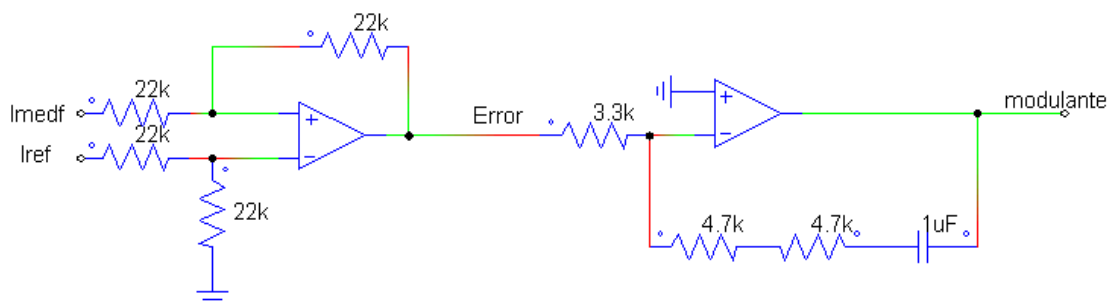 22k
22k
Imedf
22k
Iref
22k
Error
3.3k
modulante
4.7k
4.7k
1uF